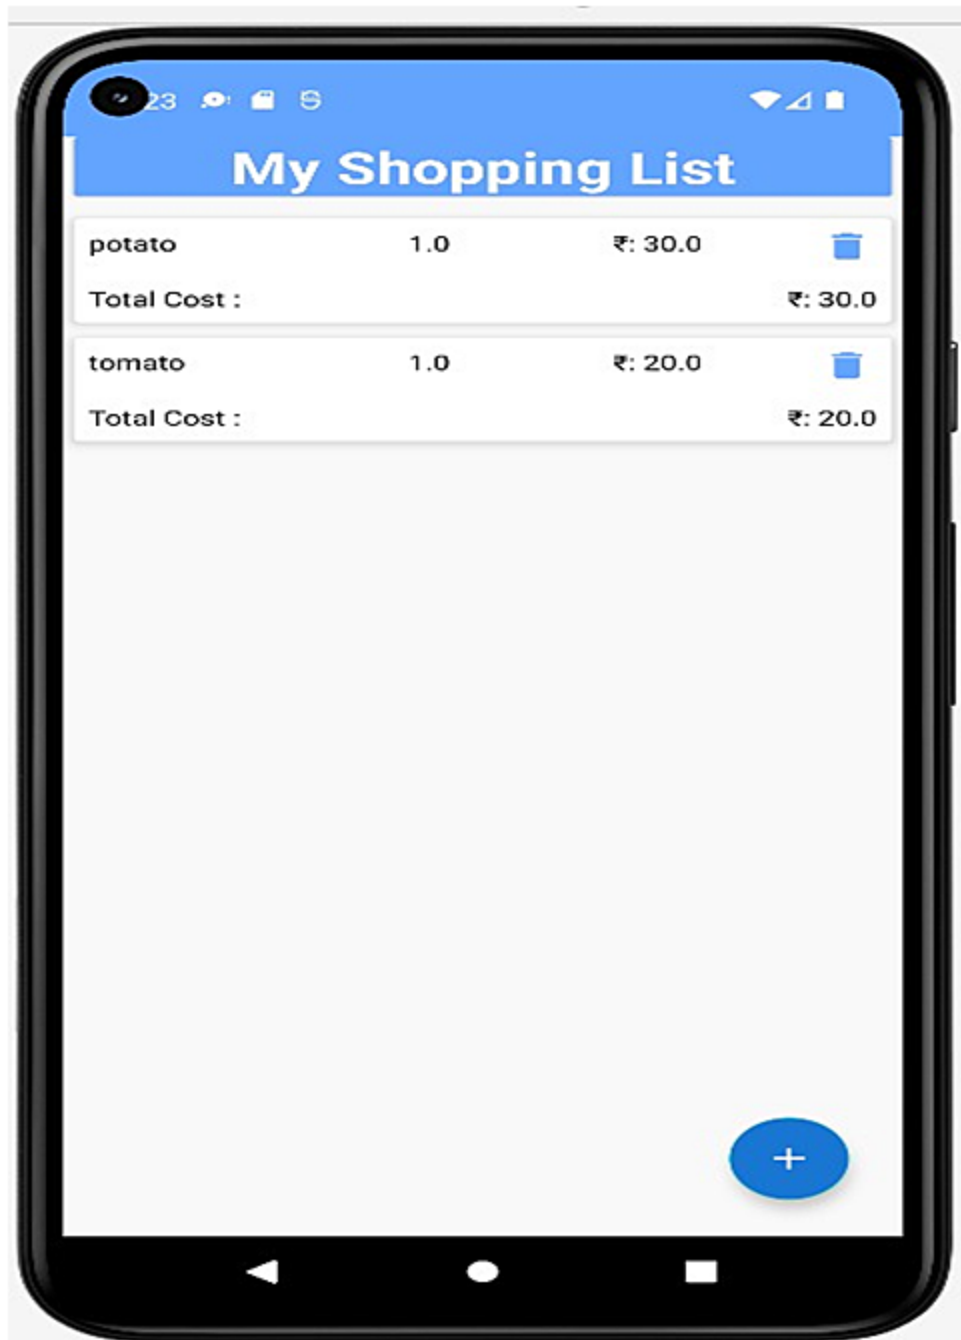 23
My Shopping List
potato 1.0 ₹: 30.0
Total Cost : ₹: 30.0
tomato 1.0 ₹: 20.0
Total Cost : ₹: 20.0
+